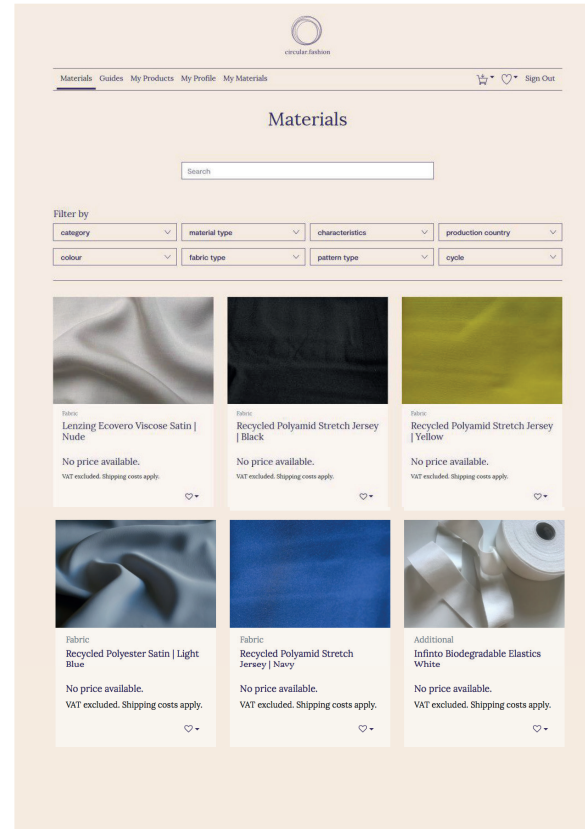 circular.fashion
Materials Guides My Products My Profile My Materials Sign Out
Materials
Search
Filter by
category material type characteristics production country
colour fabric type pattern type cycle
Fabric
Lenzing Ecovero Viscose Satin |
Nude
No price available.
VAT excluded. Shipping costs apply.
Fabric
Recycled Polyamid Stretch Jersey
| Black
No price available.
VAT excluded. Shipping costs apply.
Fabric
Recycled Polyamid Stretch Jersey
| Yellow
No price available.
VAT excluded. Shipping costs apply.
Fabric
Recycled Polyester Satin | Light
Blue
No price available.
VAT excluded. Shipping costs apply.
Fabric
Recycled Polyamid Stretch
Jersey | Navy
No price available.
VAT excluded. Shipping costs apply.
Additional
Infinto Biodegradable Elastics
White
No price available.
VAT excluded. Shipping costs apply.